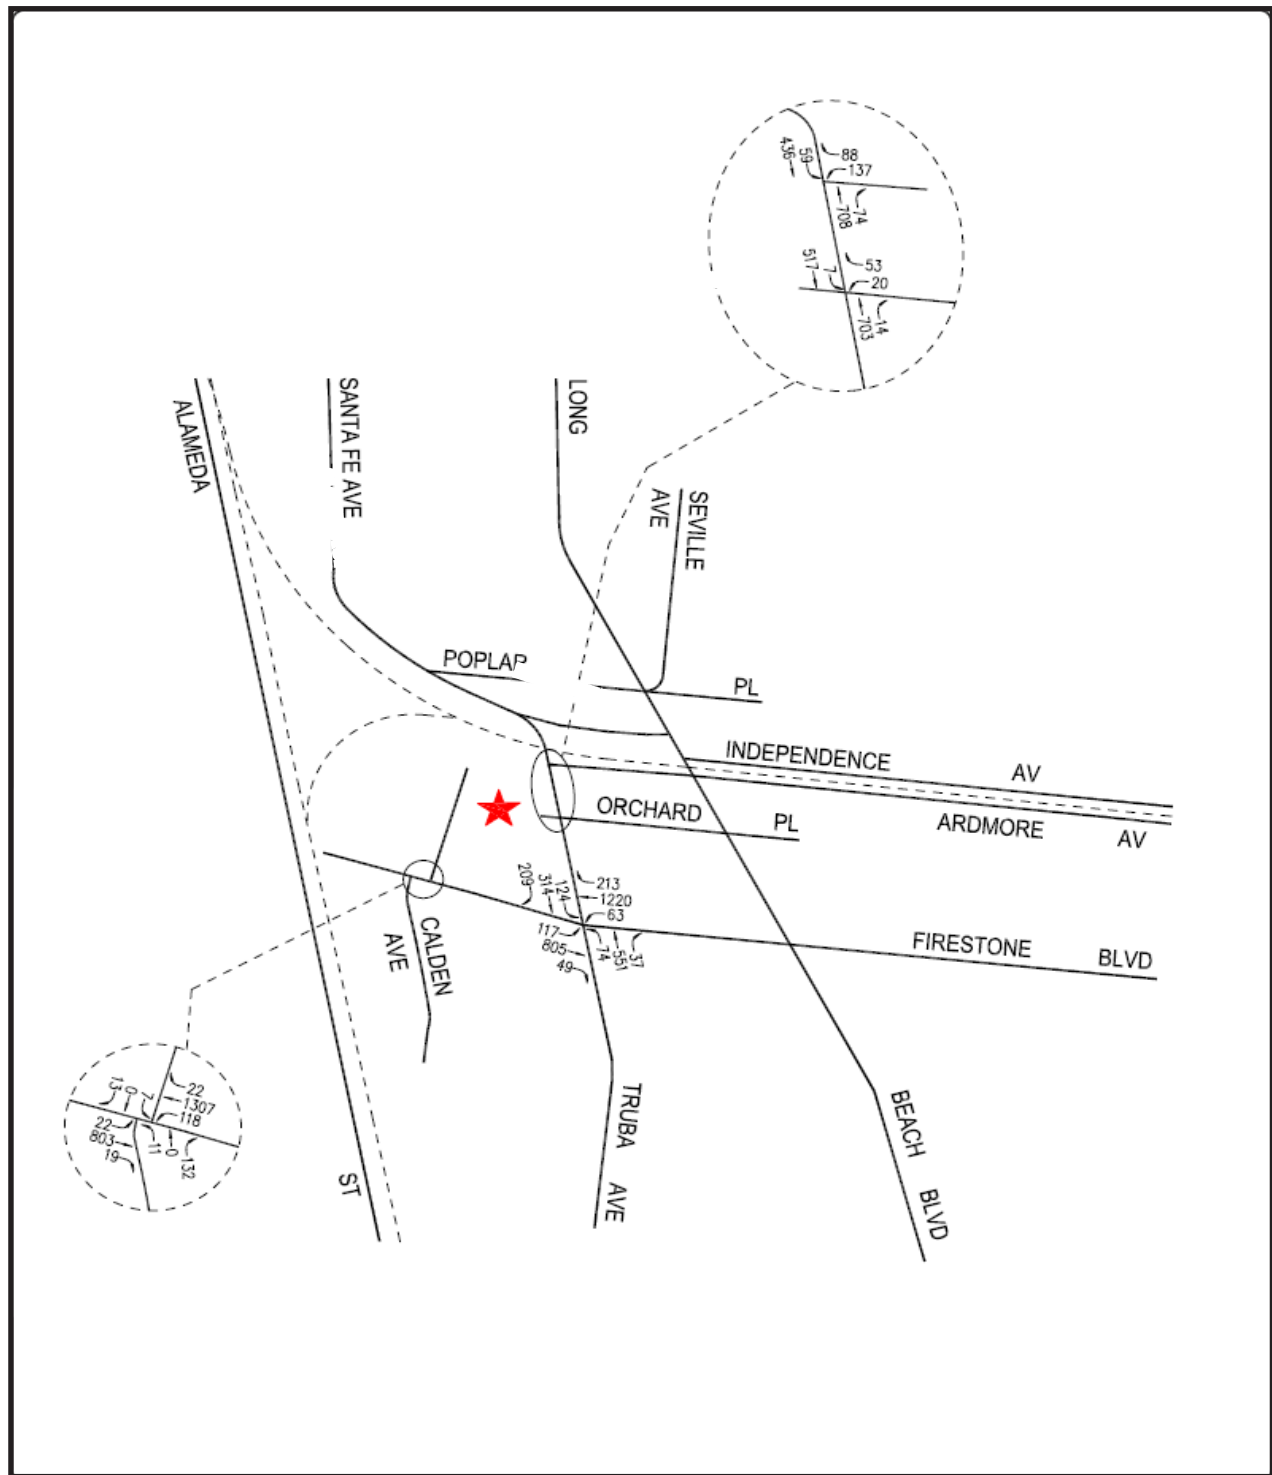 88
137
59
436
74
708
53
20
7
517
14
703
ALAMEDA
SANTA FE AVE
LONG
SEVILLE
AVE
POPLAR
PL
INDEPENDENCE
AV
ORCHARD
PL
ARDMORE
AV
213
1220
63
209
314
124
117
805
49
74
551
37
FIRESTONE
BLVD
CALDEN
AVE
22
1307
118
13
0
7
22
803
19
11
0
132
ST
TRUBA
AVE
BEACH
BLVD